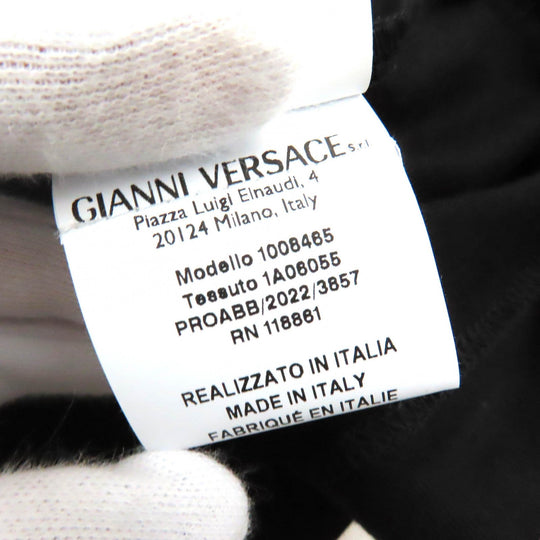 GIANNI VERSACE S.r.l.
Piazza Luigi Einaudi, 4
20124 Milano, Italy
Modello 1008465
Tessuto 1A06055
PROABB/2022/3857
RN 118861
REALIZZATO IN ITALIA
MADE IN ITALY
FABRIQUÉ EN ITALIE